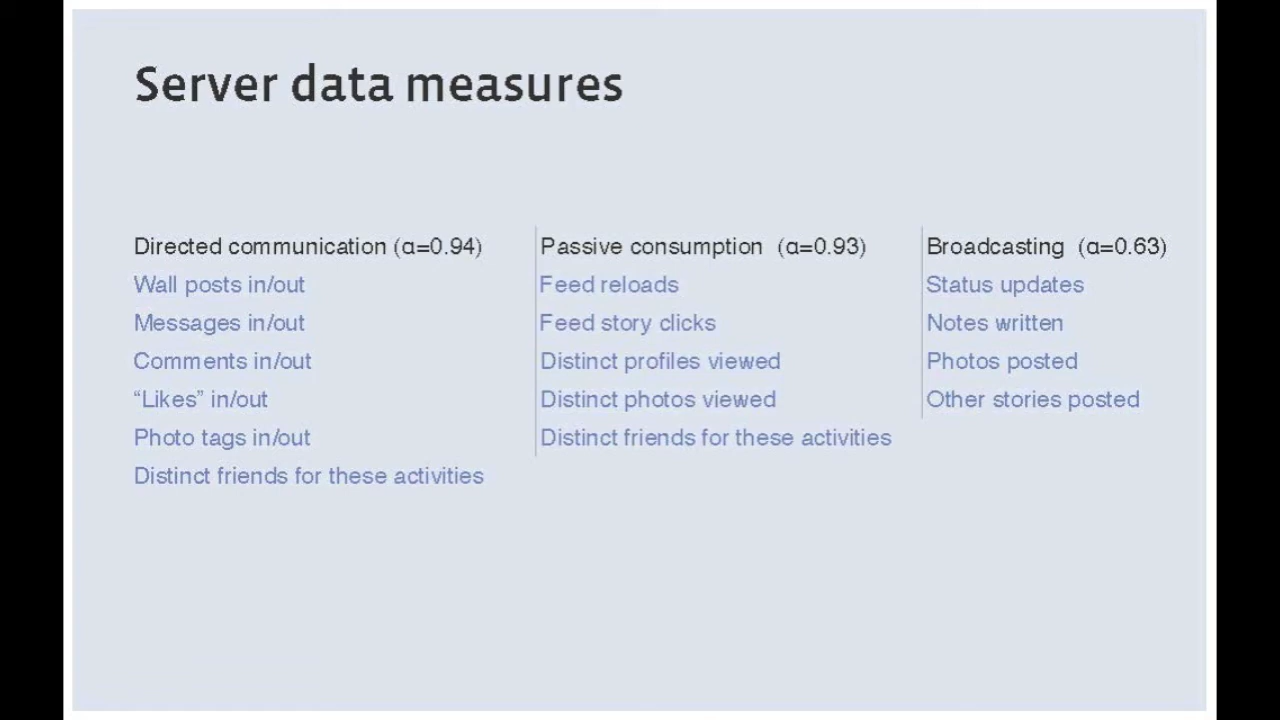 Server data measures
Directed communication (α=0.94)
Wall posts in/out
Messages in/out
Comments in/out
“Likes” in/out
Photo tags in/out
Distinct friends for these activities
Passive consumption (α=0.93)
Feed reloads
Feed story clicks
Distinct profiles viewed
Distinct photos viewed
Distinct friends for these activities
Broadcasting (α=0.63)
Status updates
Notes written
Photos posted
Other stories posted